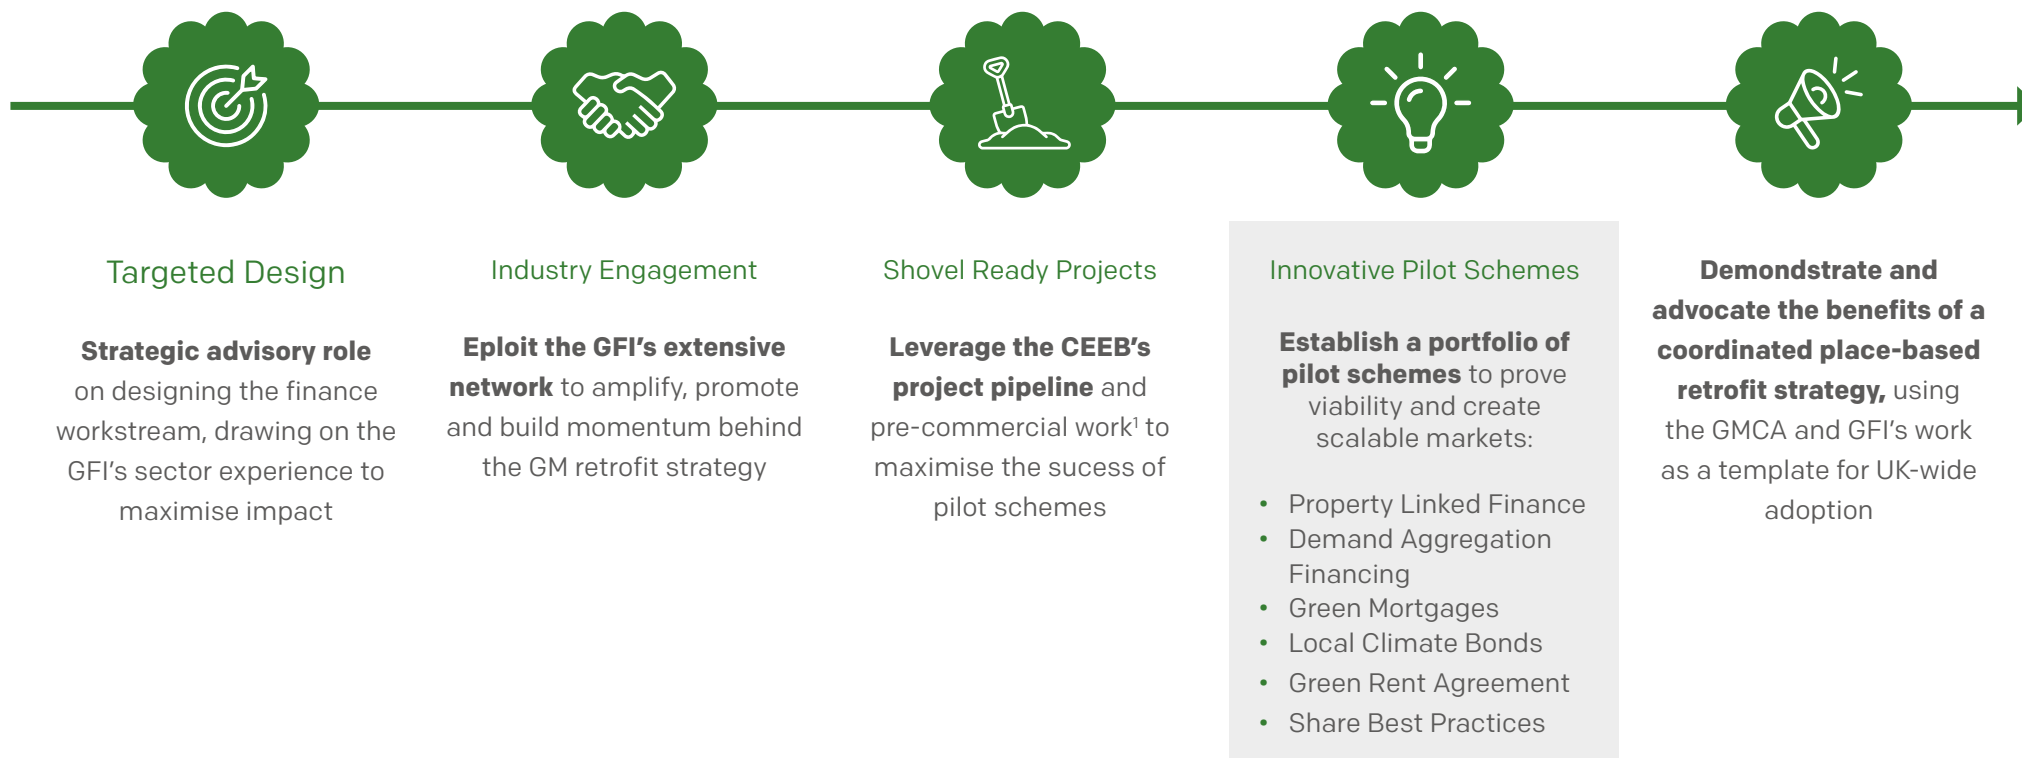 Targeted Design
Strategic advisory role
on designing the finance
workstream, drawing on the
GFI's sector experience to
maximise impact
Industry Engagement
Eploit the GFI's extensive
network to amplify, promote
and build momentum behind
the GM retrofit strategy
Shovel Ready Projects
Leverage the CEEB's
project pipeline and
pre-commercial work¹ to
maximise the sucess of
pilot schemes
Innovative Pilot Schemes
Establish a portfolio of
pilot schemes to prove
viability and create
scalable markets:
• Property Linked Finance
• Demand Aggregation
Financing
• Green Mortgages
• Local Climate Bonds
• Green Rent Agreement
• Share Best Practices
Demondstrate and
advocate the benefits of a
coordinated place-based
retrofit strategy, using
the GMCA and GFI's work
as a template for UK-wide
adoption